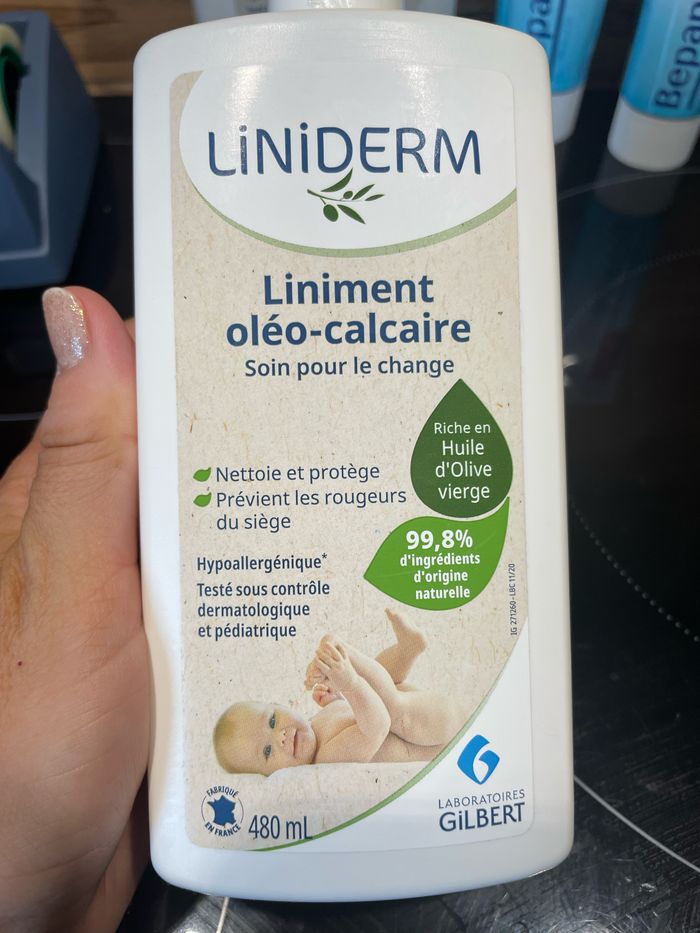 Bepan
Bepan
LiNiDERM
Liniment
oléo-calcaire
Soin pour le change
Riche en
Huile
d'Olive
vierge
Nettoie et protège
Prévient les rougeurs
du siège
99,8%
d'ingrédients
d'origine
naturelle
Hypoallergénique*
Testé sous contrôle
dermatologique
et pédiatrique
IG 271260-LBC 11/20
FABRIQUÉ
EN FRANCE
480 mL
LABORATOIRES
GiLBERT